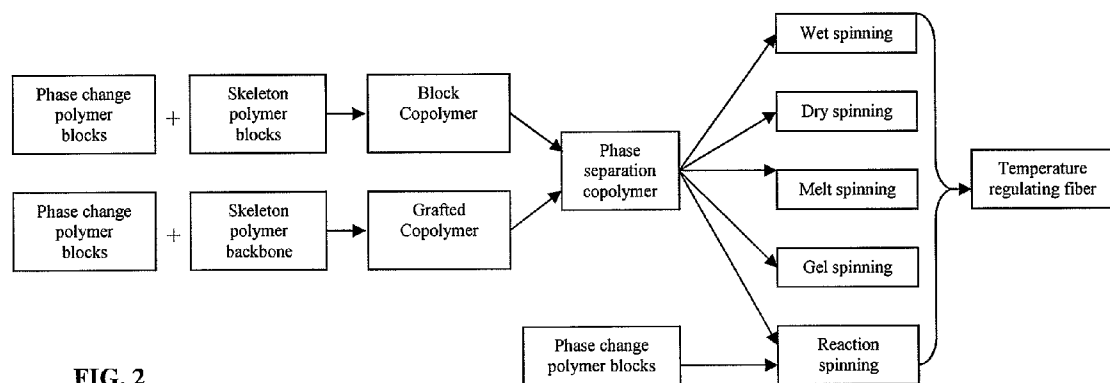 Phase change
polymer
blocks
+
Skeleton
polymer
blocks
Block
Copolymer
Phase change
polymer
blocks
+
Skeleton
polymer
backbone
Grafted
Copolymer
Phase
separation
copolymer
Wet spinning
Dry spinning
Melt spinning
Gel spinning
Phase change
polymer blocks
Reaction
spinning
Temperature
regulating fiber
FIG. 2